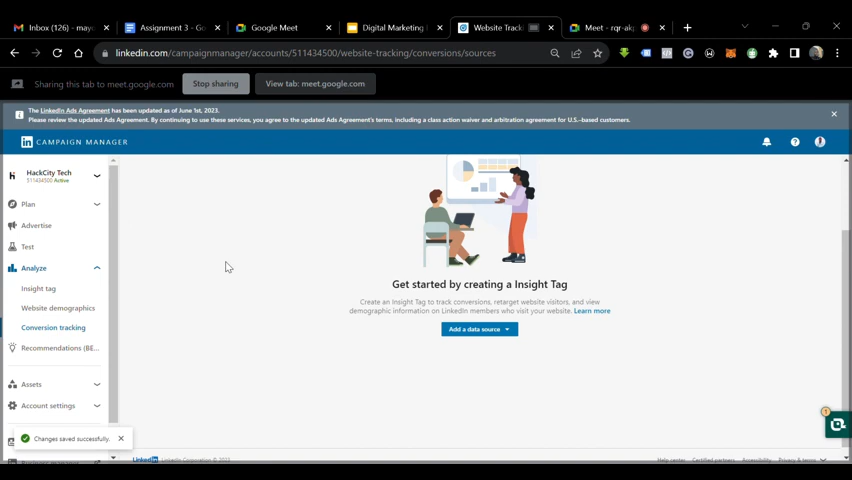 Inbox (126) - mayo
Assignment 3 - Go
Google Meet
Digital Marketing
Website Track
Meet - rqr-akp
linkedin.com/campaignmanager/accounts/511434500/website-tracking/conversions/sources
Sharing this tab to meet.google.com
Stop sharing
View tab: meet.google.com
The LinkedIn Ads Agreement has been updated as of June 1st, 2023.
Please review the updated Ads Agreement. By continuing to use these services, you agree to the updated Ads Agreement's terms, including a class action waiver and arbitration agreement for U.S.-based customers.
in CAMPAIGN MANAGER
HackCity Tech
511434500 Active
Plan
Advertise
Test
Analyze
Insight tag
Website demographics
Conversion tracking
Recommendations (BE...
Assets
Account settings
Get started by creating a Insight Tag
Create an Insight Tag to track conversions, retarget website visitors, and view
demographic information on LinkedIn members who visit your website. Learn more
Add a data source
Changes saved successfully.
LinkedIn LinkedIn Corporation © 2023
Help center Certified partners Accessibility Privacy & terms